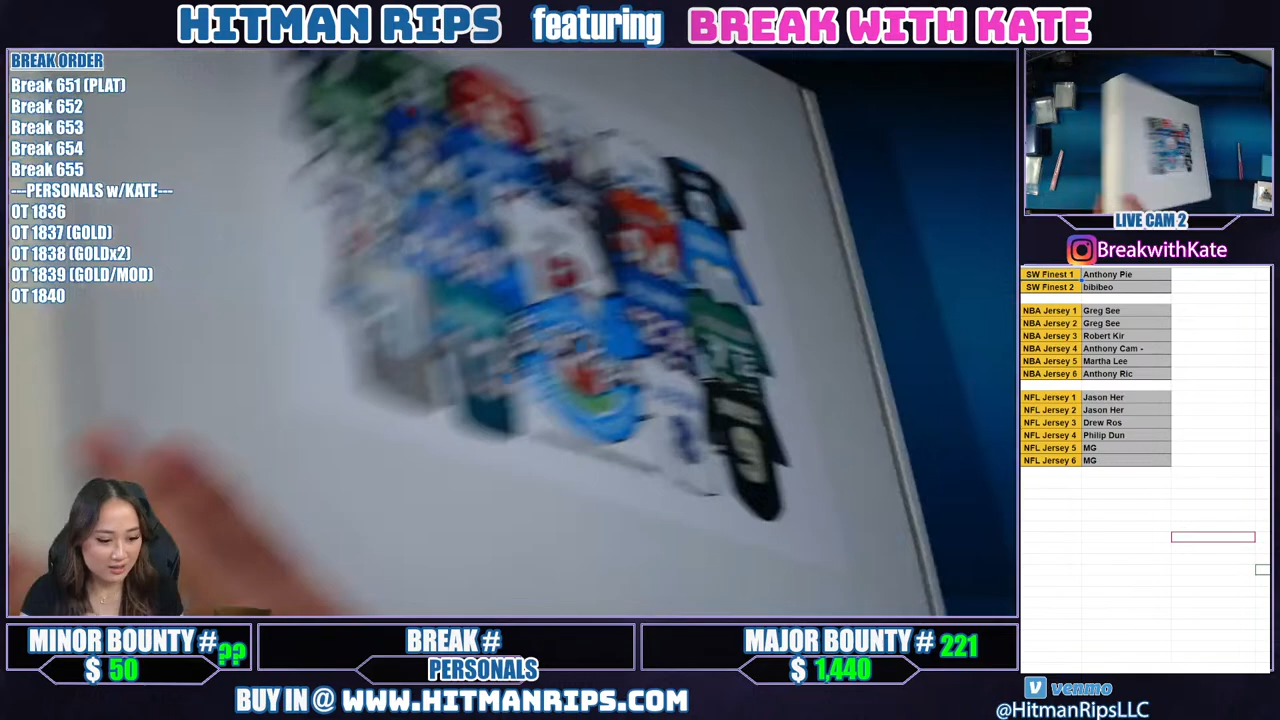 HITMAN RIPS featuring BREAK WITH KATE
BREAK ORDER
Break 651 (PLAT)
Break 652
Break 653
Break 654
Break 655
---PERSONALS w/KATE---
OT 1836
OT 1837 (GOLD)
OT 1838 (GOLDx2)
OT 1839 (GOLD/MOD)
OT 1840
LIVE CAM 2
BreakwithKate
SW Finest 1 Anthony Pie
SW Finest 2 bibibeo
NBA Jersey 1 Greg See
NBA Jersey 2 Greg See
NBA Jersey 3 Robert Kir
NBA Jersey 4 Anthony Cam -
NBA Jersey 5 Martha Lee
NBA Jersey 6 Anthony Ric
NFL Jersey 1 Jason Her
NFL Jersey 2 Jason Her
NFL Jersey 3 Drew Ros
NFL Jersey 4 Philip Dun
NFL Jersey 5 MG
NFL Jersey 6 MG
MINOR BOUNTY # ??
$ 50
BREAK #
PERSONALS
MAJOR BOUNTY # 221
$ 1,440
BUY IN @ WWW.HITMANRIPS.COM
venmo
@HitmanRipsLLC